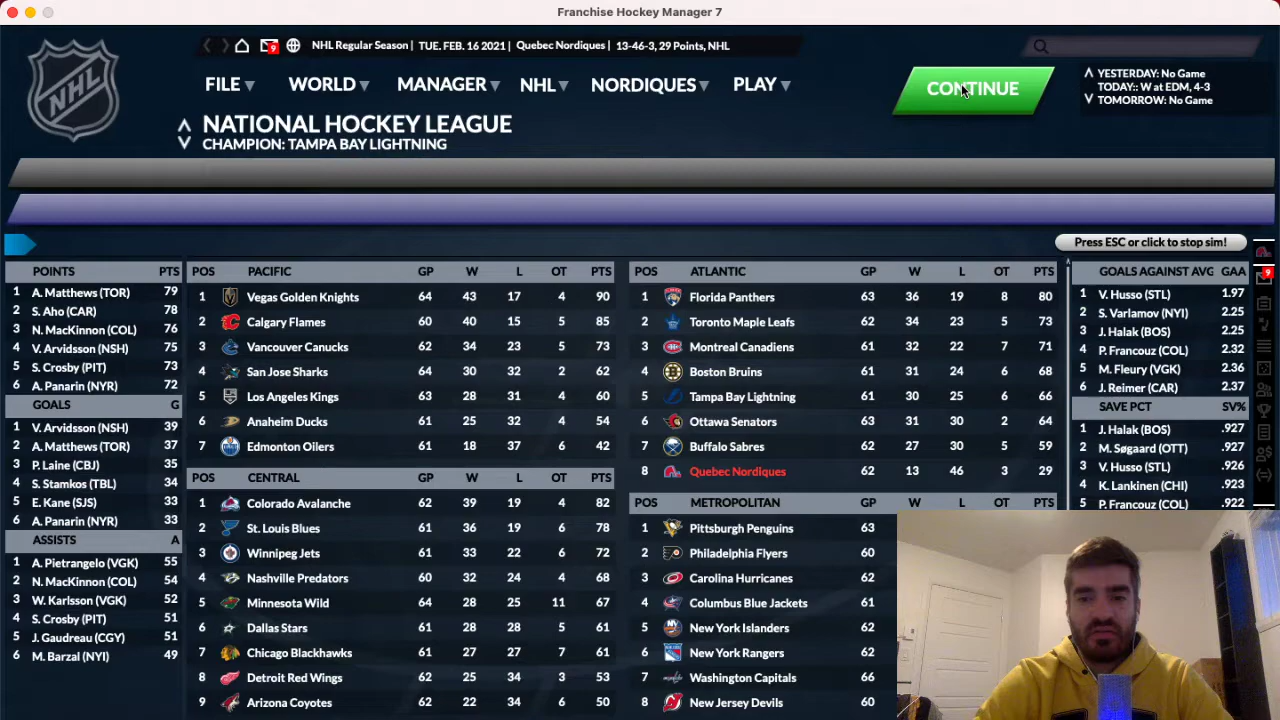 Franchise Hockey Manager 7
NHL
9
NHL Regular Season | TUE. FEB. 16 2021 | Quebec Nordiques | 13-46-3, 29 Points, NHL
FILE WORLD MANAGER NHL NORDIQUES PLAY
CONTINUE
YESTERDAY: No Game
TODAY:: W at EDM, 4-3
TOMORROW: No Game
NATIONAL HOCKEY LEAGUE
CHAMPION: TAMPA BAY LIGHTNING
Press ESC or click to stop sim!
POINTS PTS
1 A. Matthews (TOR) 79
2 S. Aho (CAR) 78
3 N. MacKinnon (COL) 76
4 V. Arvidsson (NSH) 75
5 S. Crosby (PIT) 73
6 A. Panarin (NYR) 72
GOALS G
1 V. Arvidsson (NSH) 39
2 A. Matthews (TOR) 37
3 P. Laine (CBJ) 35
4 S. Stamkos (TBL) 34
5 E. Kane (SJS) 33
6 A. Panarin (NYR) 33
ASSISTS A
1 A. Pietrangelo (VGK) 55
2 N. MacKinnon (COL) 54
3 W. Karlsson (VGK) 52
4 S. Crosby (PIT) 51
5 J. Gaudreau (CGY) 51
6 M. Barzal (NYI) 49
POS PACIFIC GP W L OT PTS
1 Vegas Golden Knights 64 43 17 4 90
2 Calgary Flames 60 40 15 5 85
3 Vancouver Canucks 62 34 23 5 73
4 San Jose Sharks 64 30 32 2 62
5 Los Angeles Kings 63 28 31 4 60
6 Anaheim Ducks 61 25 32 4 54
7 Edmonton Oilers 61 18 37 6 42
POS CENTRAL GP W L OT PTS
1 Colorado Avalanche 62 39 19 4 82
2 St. Louis Blues 61 36 19 6 78
3 Winnipeg Jets 61 33 22 6 72
4 Nashville Predators 60 32 24 4 68
5 Minnesota Wild 64 28 25 11 67
6 Dallas Stars 61 28 28 5 61
7 Chicago Blackhawks 61 27 27 7 61
8 Detroit Red Wings 62 25 34 3 53
9 Arizona Coyotes 62 22 34 6 50
POS ATLANTIC GP W L OT PTS
1 Florida Panthers 63 36 19 8 80
2 Toronto Maple Leafs 62 34 23 5 73
3 Montreal Canadiens 61 32 22 7 71
4 Boston Bruins 61 31 24 6 68
5 Tampa Bay Lightning 61 30 25 6 66
6 Ottawa Senators 63 31 30 2 64
7 Buffalo Sabres 62 27 30 5 59
8 Quebec Nordiques 62 13 46 3 29
POS METROPOLITAN GP W L OT PTS
1 Pittsburgh Penguins 63
2 Philadelphia Flyers 60
3 Carolina Hurricanes 62
4 Columbus Blue Jackets 61
5 New York Islanders 62
6 New York Rangers 62
7 Washington Capitals 66
8 New Jersey Devils 60
GOALS AGAINST AVG GAA
1 V. Husso (STL) 1.97
2 S. Varlamov (NYI) 2.25
3 J. Halak (BOS) 2.25
4 P. Francouz (COL) 2.32
5 M. Fleury (VGK) 2.36
6 J. Reimer (CAR) 2.37
SAVE PCT SV%
1 J. Halak (BOS) .927
2 M. Søgaard (OTT) .927
3 V. Husso (STL) .926
4 K. Lankinen (CHI) .923
5 P. Francouz (COL) .922
9